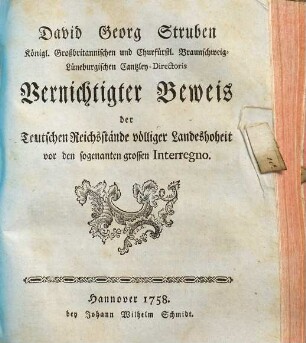 David Georg Struben
Königl. Großbritannischen und Churfürstl. Braunschweig-
Lüneburgischen Cantzley-Directoris
Vernichtigter Beweis
der
Teutschen Reichsstände völliger Landeshoheit
vor den sogenanten grossen Interregno.
Hannover 1758.
bey Johann Wilhelm Schmidt.